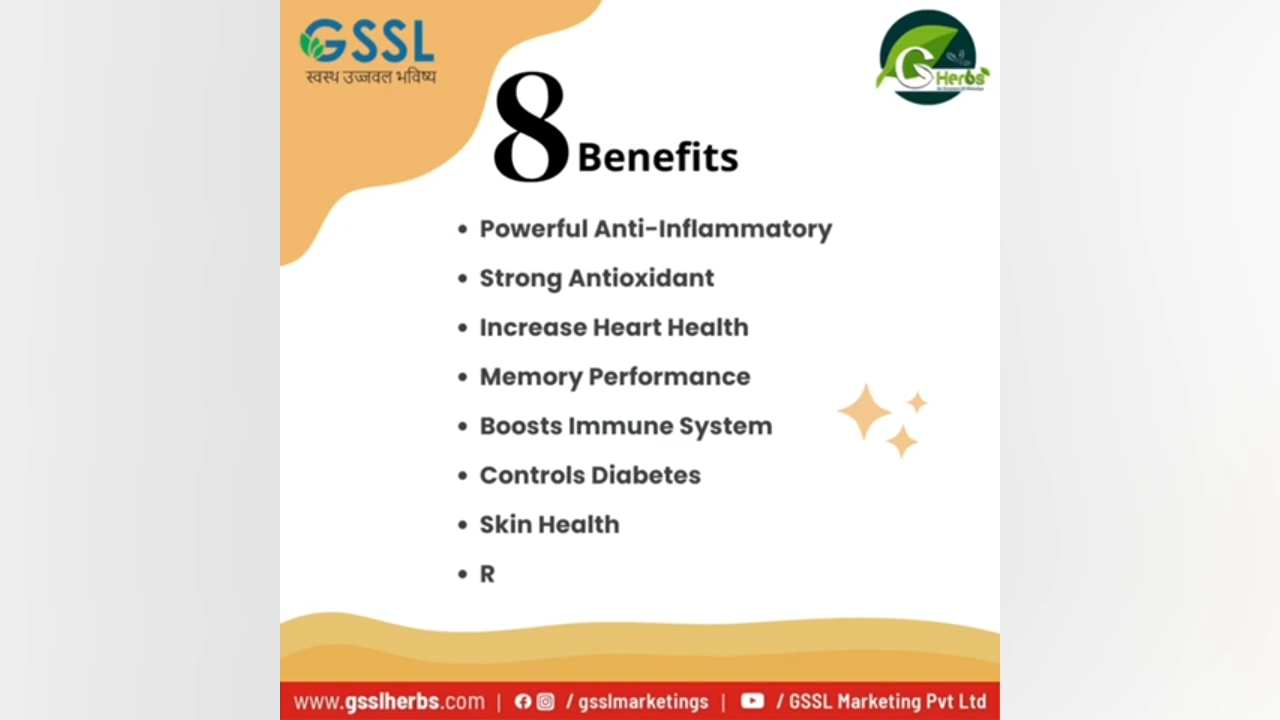 GSSL
स्वस्थ उज्जवल भविष्य
G Herbs
8 Benefits
• Powerful Anti-Inflammatory
• Strong Antioxidant
• Increase Heart Health
• Memory Performance
• Boosts Immune System
• Controls Diabetes
• Skin Health
• R
www.gsslherbs.com | / gsslmarketings | / GSSL Marketing Pvt Ltd